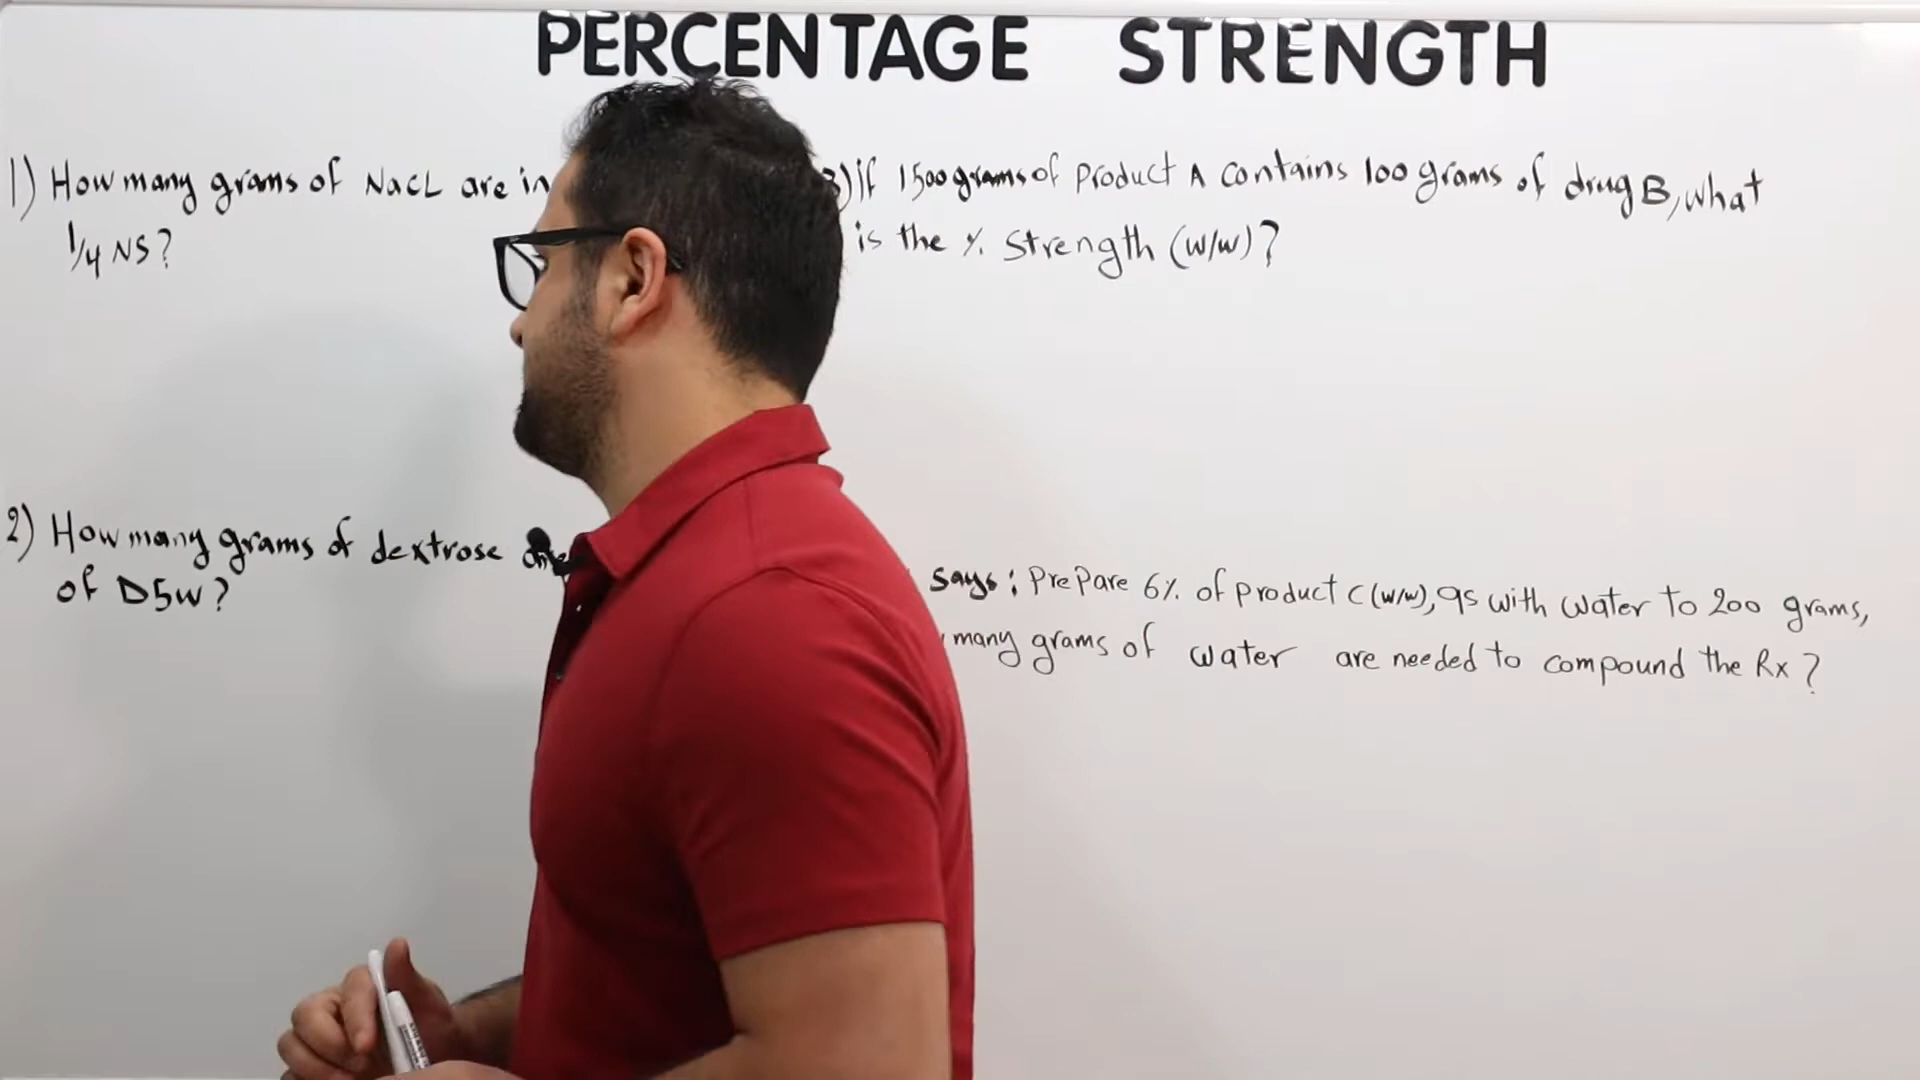 PERCENTAGE STRENGTH
1) How many grams of NaCL are in
1/4 NS?
2) How many grams of dextrose are
of D5W?
3) if 1500 grams of product A contains 100 grams of drug B, what
is the % Strength (w/w)?
says: PrePare 6% of product C (w/w), qs with water to 200 grams,
many grams of water are needed to compound the Rx?